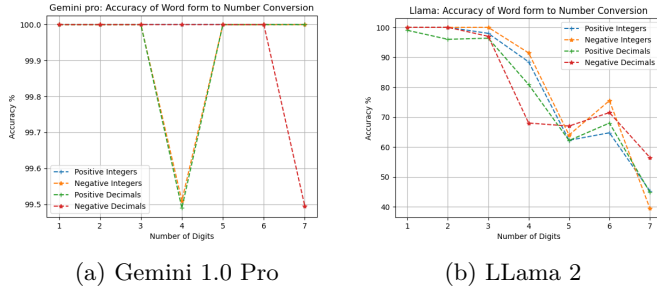 Gemini pro: Accuracy of Word form to Number Conversion
100.0
99.9
99.8
99.7
99.6
99.5
Accuracy %
Positive Integers
Negative Integers
Positive Decimals
Negative Decimals
1 2 3 4 5 6 7
Number of Digits
(a) Gemini 1.0 Pro
Llama: Accuracy of Word form to Number Conversion
100
90
80
70
60
50
40
Accuracy %
Positive Integers
Negative Integers
Positive Decimals
Negative Decimals
1 2 3 4 5 6 7
Number of Digits
(b) LLama 2